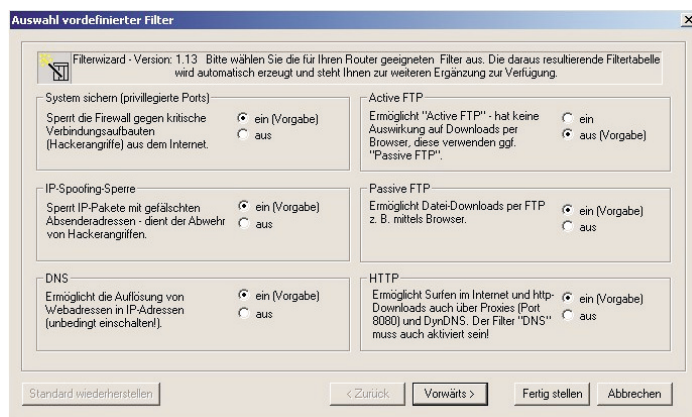 Auswahl vordefinierter Filter
Filterwizard - Version: 1.13 Bitte wählen Sie die für Ihren Router geeigneten Filter aus. Die daraus resultierende Filtertabelle
wird automatisch erzeugt und steht Ihnen zur weiteren Ergänzung zur Verfügung.
System sichern (privillegierte Ports)
Sperrt die Firewall gegen kritische
Verbindungsaufbauten
(Hackerangriffe) aus dem Internet.
ein (Vorgabe)
aus
Active FTP
Ermöglicht "Active FTP" - hat keine
Auswirkung auf Downloads per
Browser, diese verwenden ggf.
"Passive FTP".
ein
aus (Vorgabe)
IP-Spoofing-Sperre
Sperrt IP-Pakete mit gefälschten
Absenderadressen - dient der Abwehr
von Hackerangriffen.
ein (Vorgabe)
aus
Passive FTP
Ermöglicht Datei-Downloads per FTP
z. B. mittels Browser.
ein (Vorgabe)
aus
DNS
Ermöglicht die Auflösung von
Webadressen in IP-Adressen
(unbedingt einschalten!).
ein (Vorgabe)
aus
HTTP
Ermöglicht Surfen im Internet und http-
Downloads auch über Proxies (Port
8080) und DynDNS. Der Filter "DNS"
muss auch aktiviert sein!
ein (Vorgabe)
aus
Standard wiederherstellen
< Zurück
Vorwärts >
Fertig stellen
Abbrechen